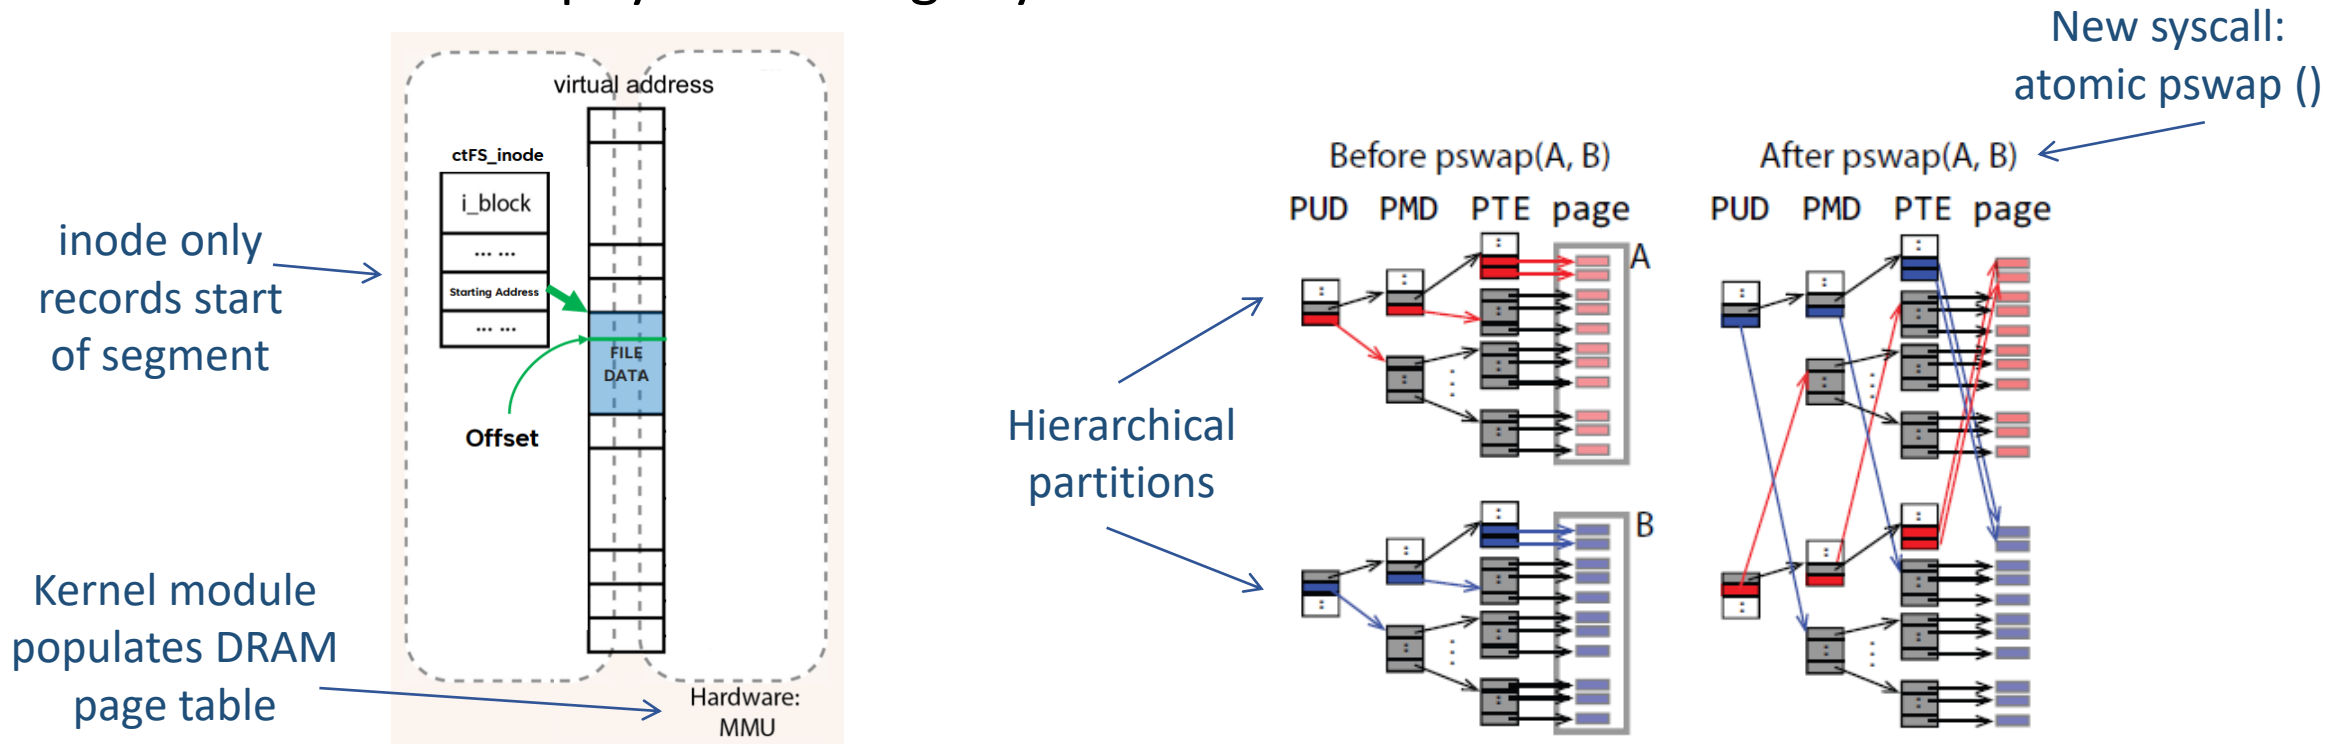 virtual address
ctFS_inode
i_block
... ...
Starting Address
... ...
FILE
DATA
Offset
Hardware:
MMU
inode only
records start
of segment
Kernel module
populates DRAM
page table
New syscall:
atomic pswap ()
Before pswap(A, B)
PUD PMD PTE page
A
B
After pswap(A, B)
PUD PMD PTE page
Hierarchical
partitions